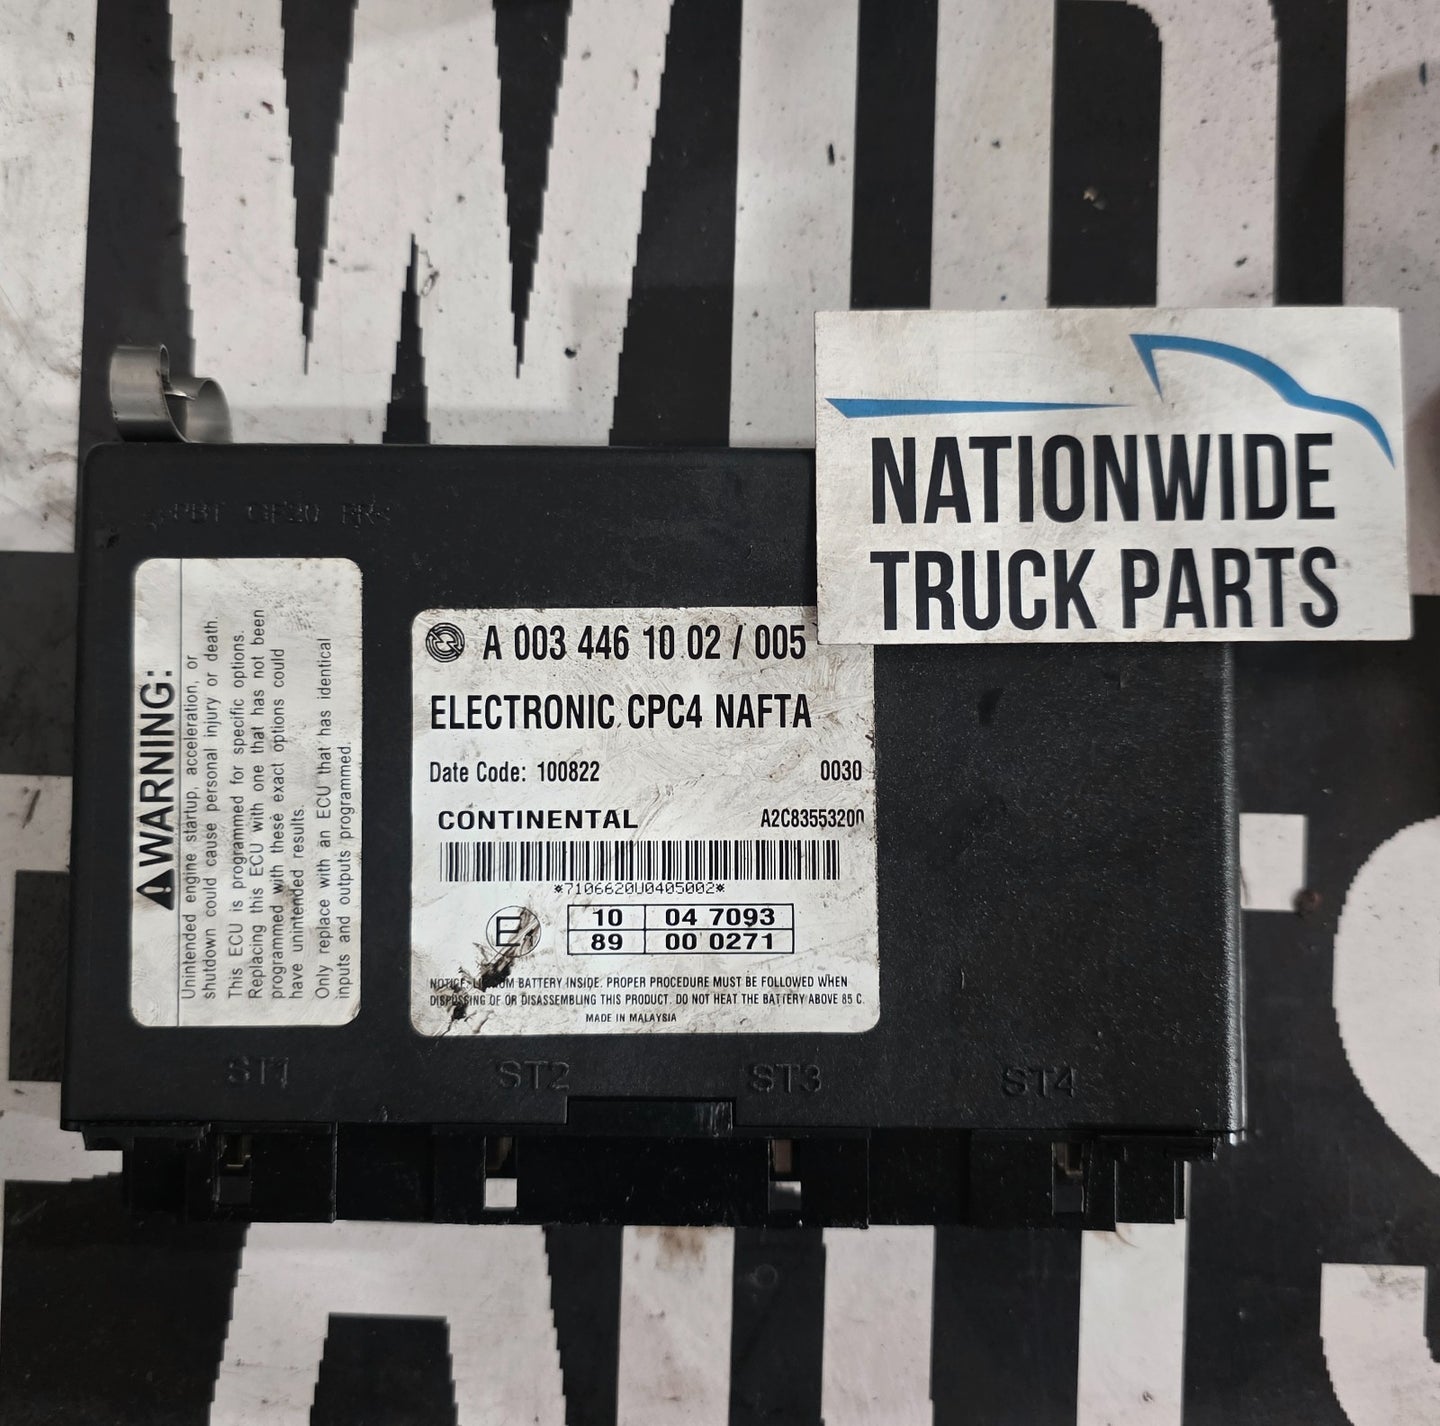 NATIONWIDE
TRUCK PARTS
WARNING:
Unintended engine startup, acceleration, or
shutdown could cause personal injury or death
This ECU is programmed for specific options.
Replacing this ECU with one that has not been
programmed with these exact options could
have unintended results.
Only replace with an ECU that has identical
inputs and outputs programmed.
A 003 446 10 02 / 005
ELECTRONIC CPC4 NAFTA
Date Code: 100822 0030
CONTINENTAL A2C83553200
*7106620U0405002*
E
10 04 7093
89 00 0271
NOTICE: BATTERY INSIDE. PROPER PROCEDURE MUST BE FOLLOWED WHEN
DISPOSING OF OR DISASSEMBLING THIS PRODUCT. DO NOT HEAT THE BATTERY ABOVE 85 C.
MADE IN MALAYSIA
ST1 ST2 ST3 ST4